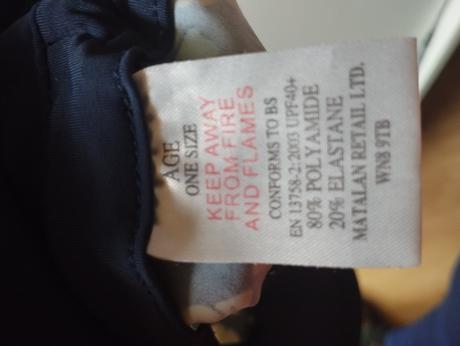 AGE
ONE SIZE
KEEP AWAY
FROM FIRE
AND FLAMES
CONFORMS TO BS
EN 13758-2:2003 UPF40+
80% POLYAMIDE
20% ELASTANE
MATALAN RETAIL LTD.
WN8 9TB